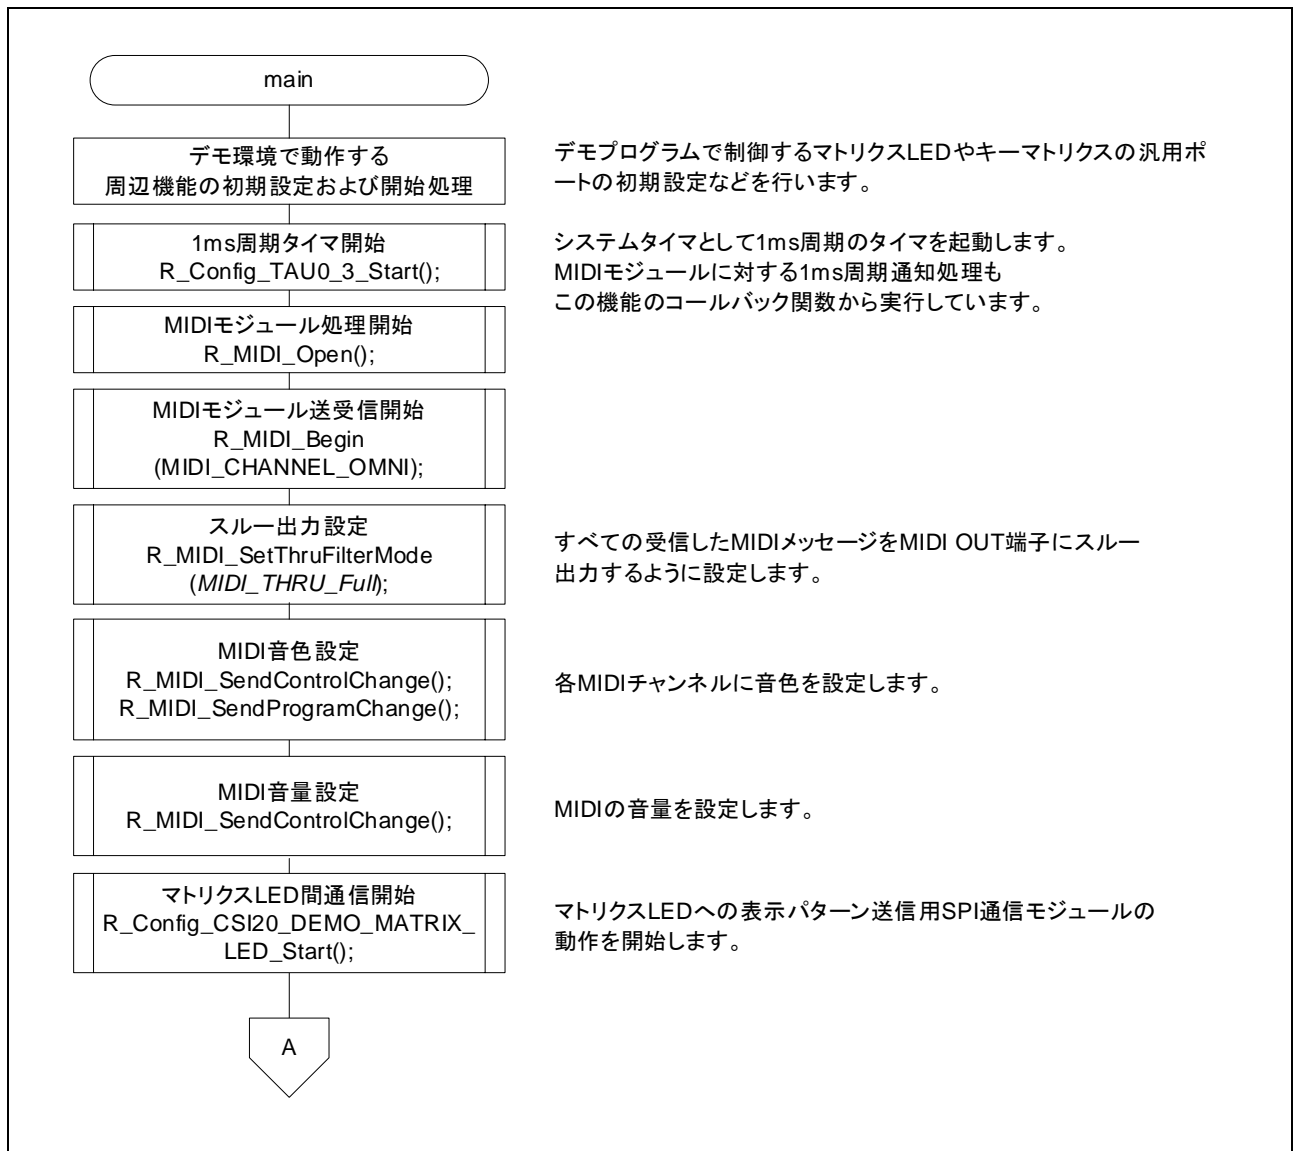 main
デモ環境で動作する
周辺機能の初期設定および開始処理
デモプログラムで制御するマトリクスLEDやキーマトリクスの汎用ポ
ートの初期設定などを行います。
1ms周期タイマ開始
R_Config_TAU0_3_Start();
システムタイマとして1ms周期のタイマを起動します。
MIDIモジュールに対する1ms周期通知処理も
この機能のコールバック関数から実行しています。
MIDIモジュール処理開始
R_MIDI_Open();
MIDIモジュール送受信開始
R_MIDI_Begin
(MIDI_CHANNEL_OMNI);
スルー出力設定
R_MIDI_SetThruFilterMode
(MIDI_THRU_Full);
すべての受信したMIDIメッセージをMIDI OUT端子にスルー
出力するように設定します。
MIDI音色設定
R_MIDI_SendControlChange();
R_MIDI_SendProgramChange();
各MIDIチャンネルに音色を設定します。
MIDI音量設定
R_MIDI_SendControlChange();
MIDIの音量を設定します。
マトリクスLED間通信開始
R_Config_CSI20_DEMO_MATRIX_
LED_Start();
マトリクスLEDへの表示パターン送信用SPI通信モジュールの
動作を開始します。
A